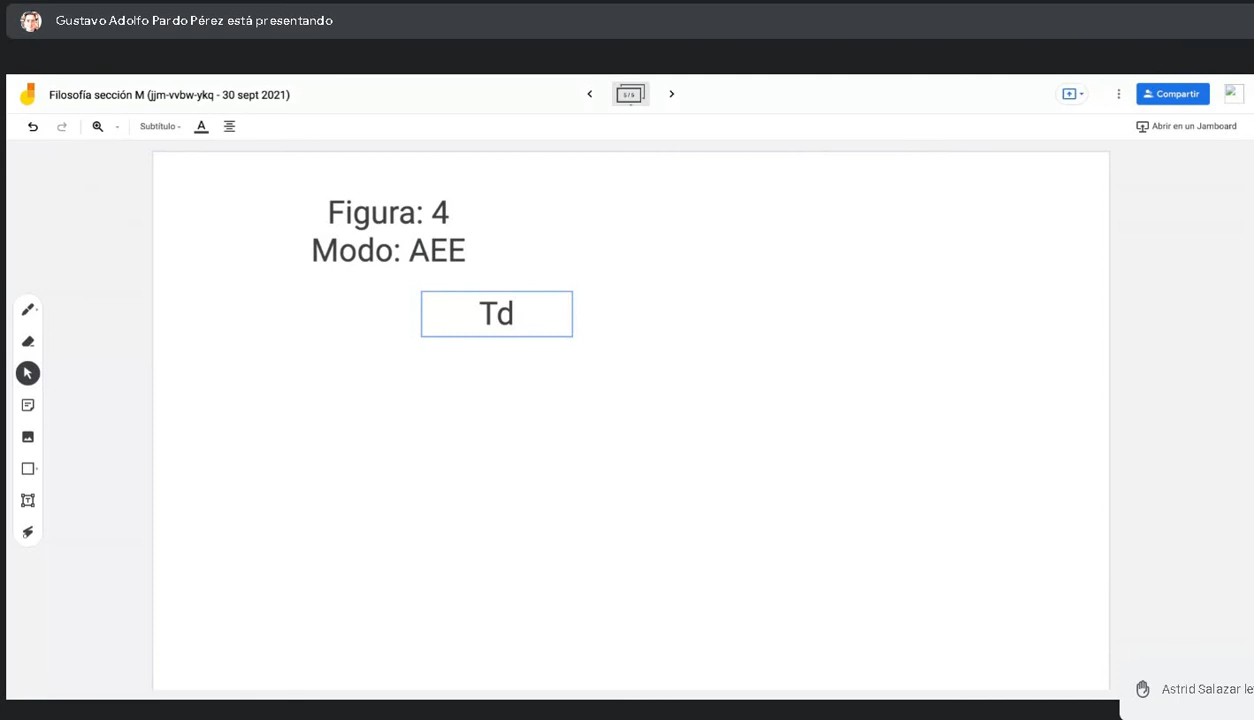 Gustavo Adolfo Pardo Pérez está presentando
Filosofía sección M (jjm-vvbw-ykq - 30 sept 2021)
Compartir
Subtítulo
A
Abrir en un Jamboard
Figura: 4
Modo: AEE
Td
Astrid Salazar le